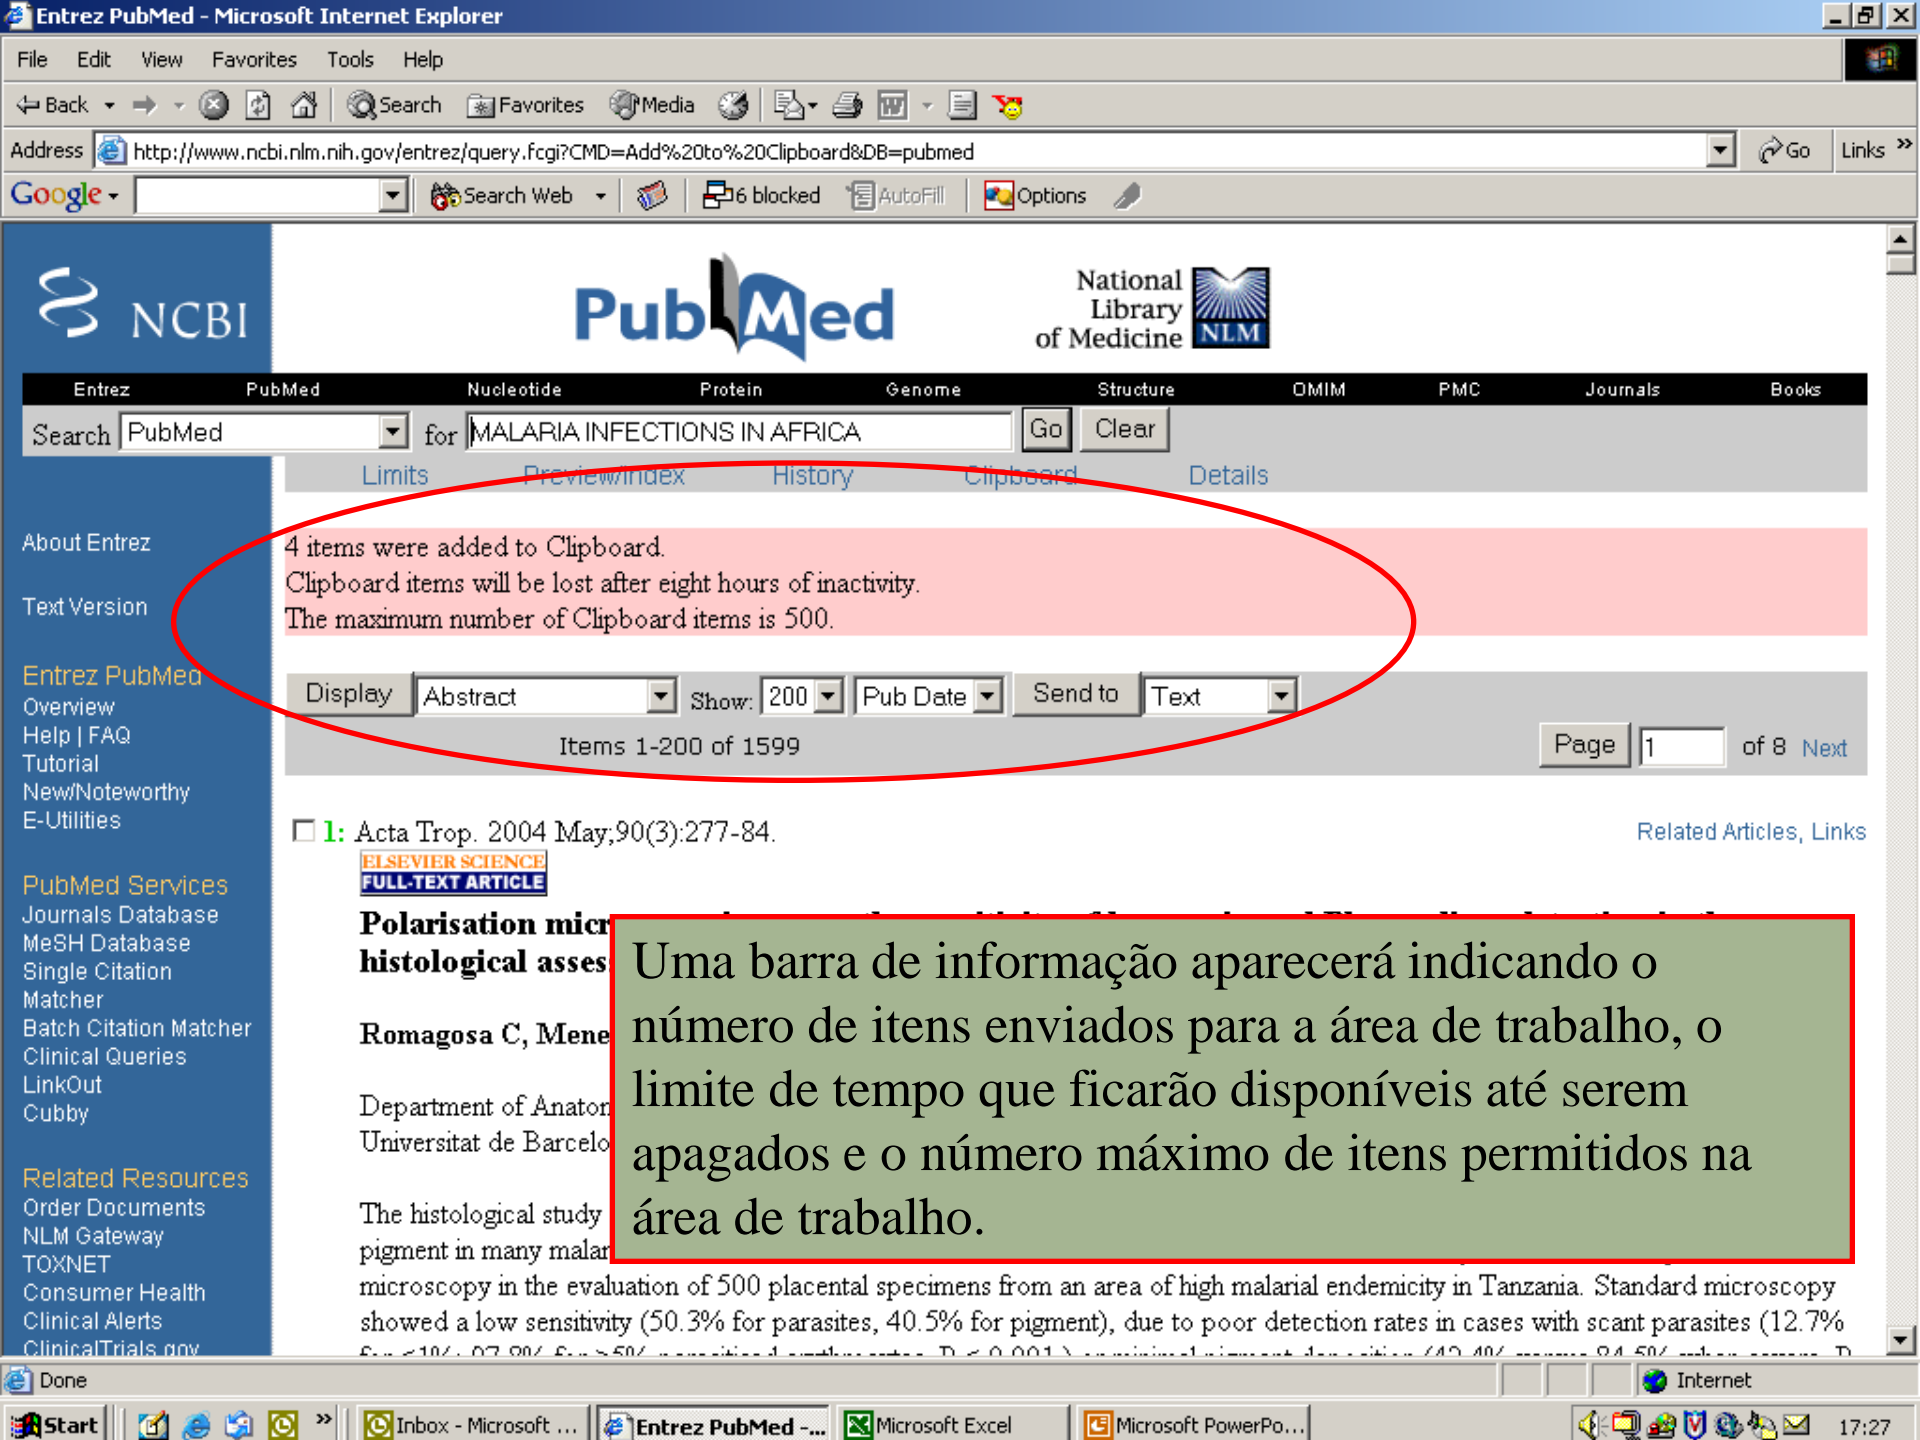 Entrez PubMed - Microsoft Internet Explorer
File Edit View Favorites Tools Help
Back Search Favorites Media
Address http://www.ncbi.nlm.nih.gov/entrez/query.fcgi?CMD=Add%20to%20Clipboard&DB=pubmed Go Links »
Google Search Web 6 blocked AutoFill Options
NCBI
PubMed
National
Library
of Medicine NLM
Entrez PubMed Nucleotide Protein Genome Structure OMIM PMC Journals Books
Search PubMed for MALARIA INFECTIONS IN AFRICA Go Clear
Limits Preview/Index History Clipboard Details
About Entrez
Text Version
Entrez PubMed
Overview
Help | FAQ
Tutorial
New/Noteworthy
E-Utilities
PubMed Services
Journals Database
MeSH Database
Single Citation
Matcher
Batch Citation Matcher
Clinical Queries
LinkOut
Cubby
Related Resources
Order Documents
NLM Gateway
TOXNET
Consumer Health
Clinical Alerts
ClinicalTrials.gov
4 items were added to Clipboard.
Clipboard items will be lost after eight hours of inactivity.
The maximum number of Clipboard items is 500.
Display Abstract Show: 200 Pub Date Send to Text
Items 1-200 of 1599
Page 1 of 8 Next
1: Acta Trop. 2004 May;90(3):277-84. Related Articles, Links
ELSEVIER SCIENCE
FULL-TEXT ARTICLE
Polarisation
histological
Romagosa C,
Department of
Universitat de
The histological study
pigment in many
microscopy in the evaluation of 500 placental specimens from an area of high malarial endemicity in Tanzania. Standard microscopy
showed a low sensitivity (50.3% for parasites, 40.5% for pigment), due to poor detection rates in cases with scant parasites (12.7%
Uma barra de informação aparecerá indicando o
número de itens enviados para a área de trabalho, o
limite de tempo que ficarão disponíveis até serem
apagados e o número máximo de itens permitidos na
área de trabalho.
Done Internet
Start » Inbox - Microsoft ... Entrez PubMed -... Microsoft Excel Microsoft PowerPo... 17:27